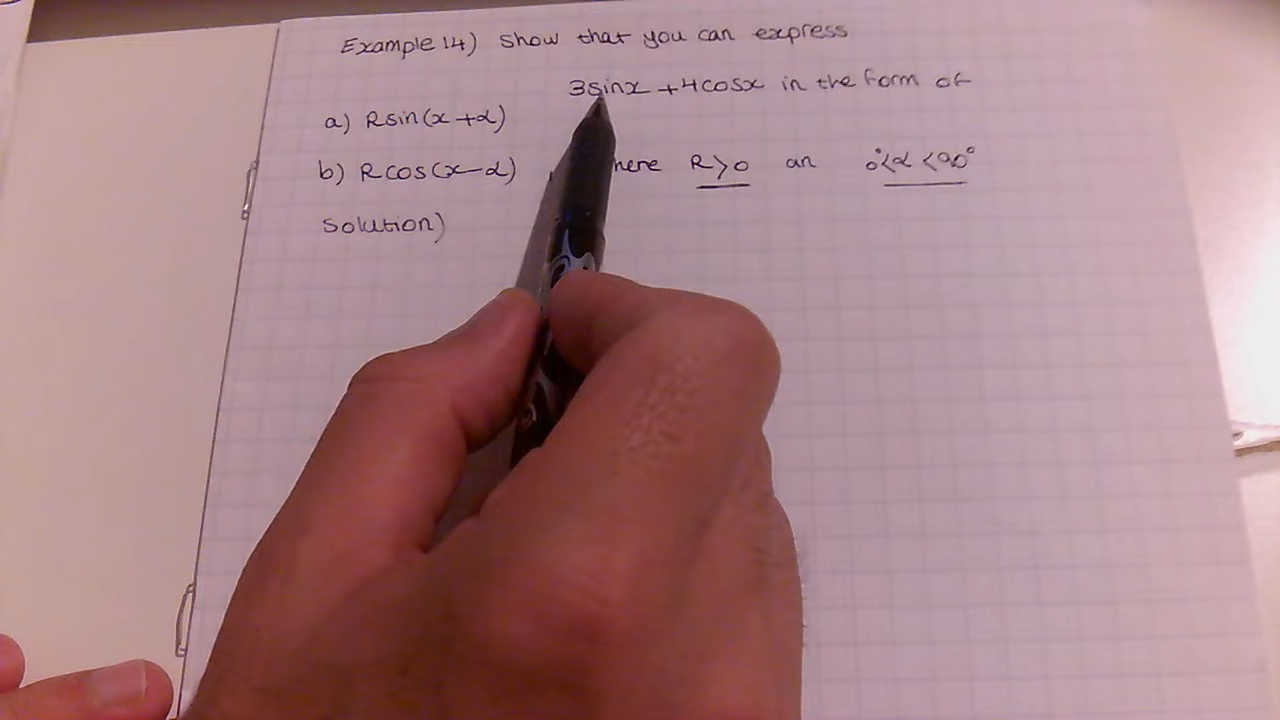 Example 14) Show that you can express
3sinx + 4cosx in the form of
a) Rsin(x+α)
b) Rcos(x-α) here R>0 an 0°<α<90°
Solution)